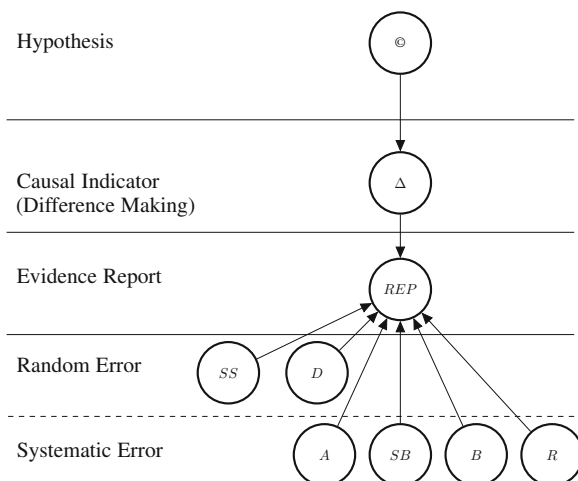 Hypothesis
©
Causal Indicator
(Difference Making)
Δ
Evidence Report
REP
Random Error
SS
D
Systematic Error
A
SB
B
R